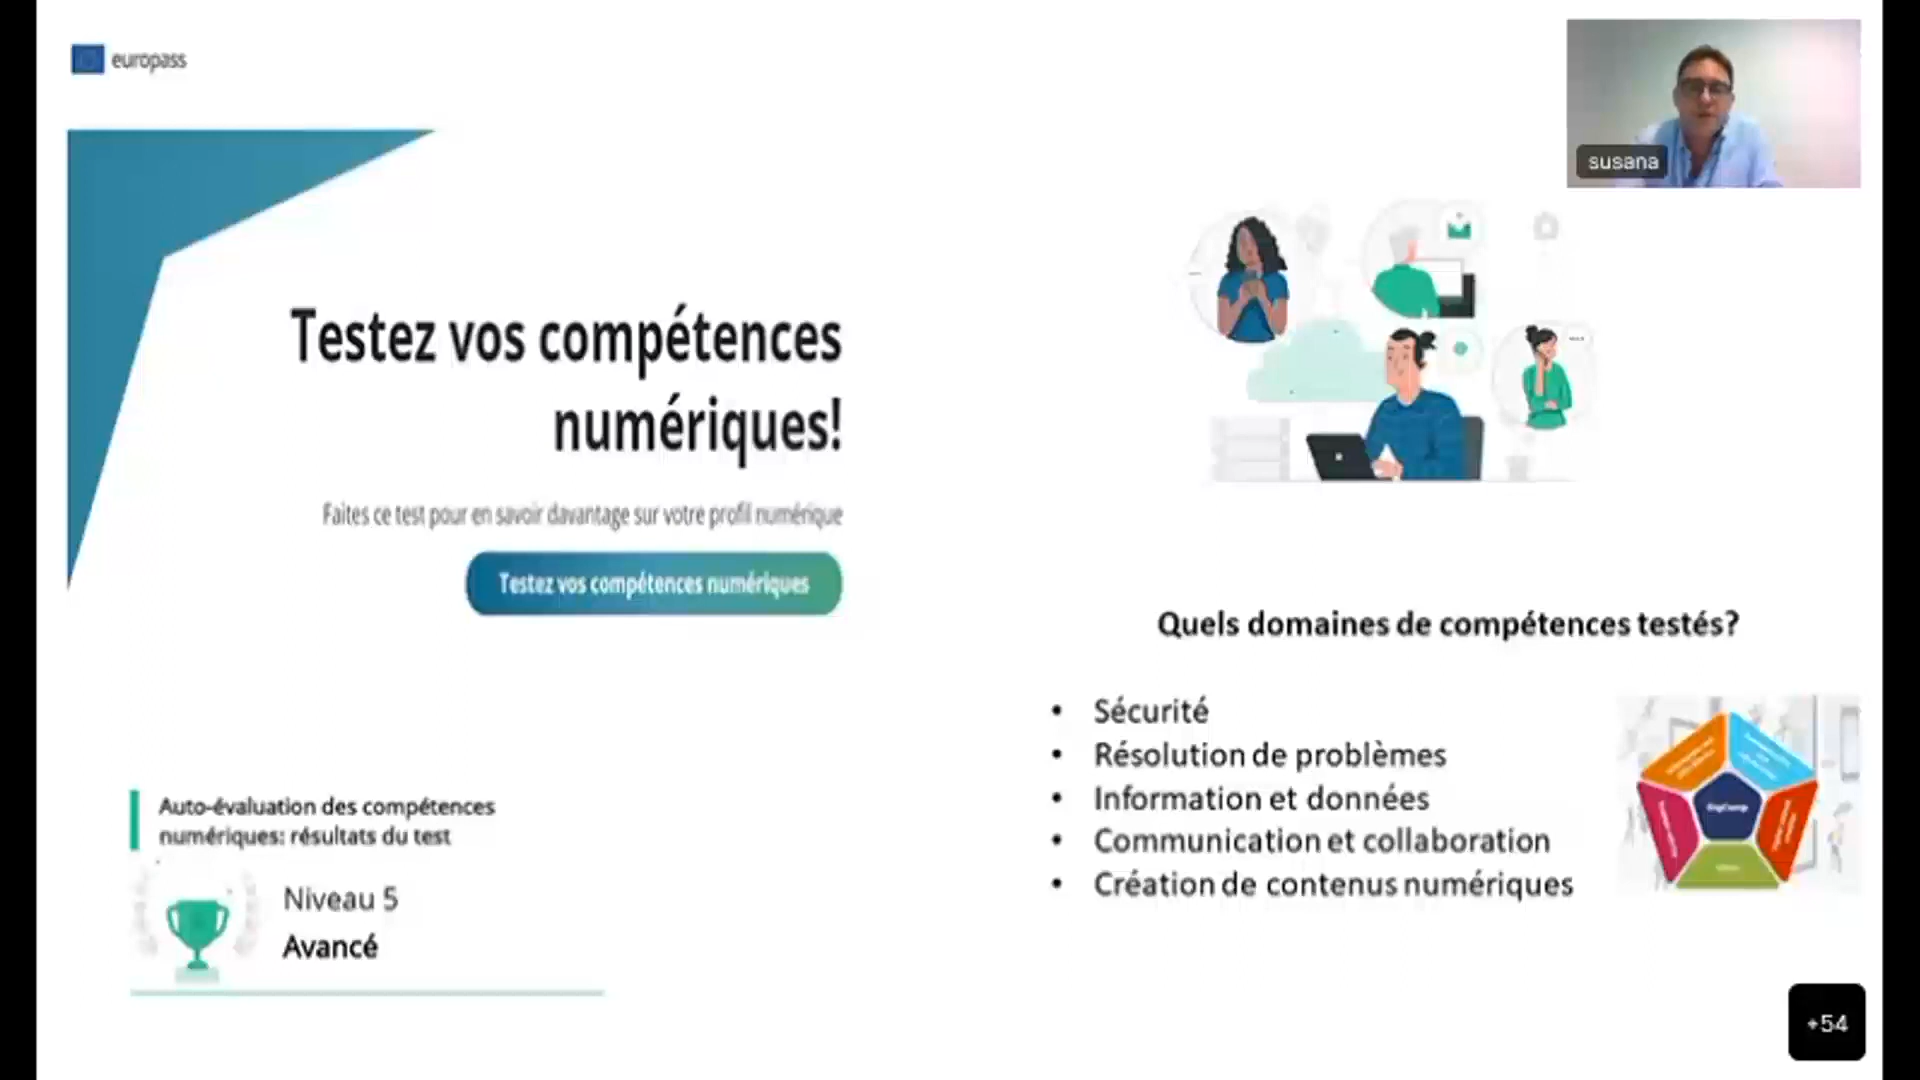 europass
susana
Testez vos compétences
numériques!
Faites ce test pour en savoir davantage sur votre profil numérique
Testez vos compétences numériques
Quels domaines de compétences testés?
• Sécurité
• Résolution de problèmes
• Information et données
• Communication et collaboration
• Création de contenus numériques
DigComp
Auto-évaluation des compétences
numériques: résultats du test
Niveau 5
Avancé
+54